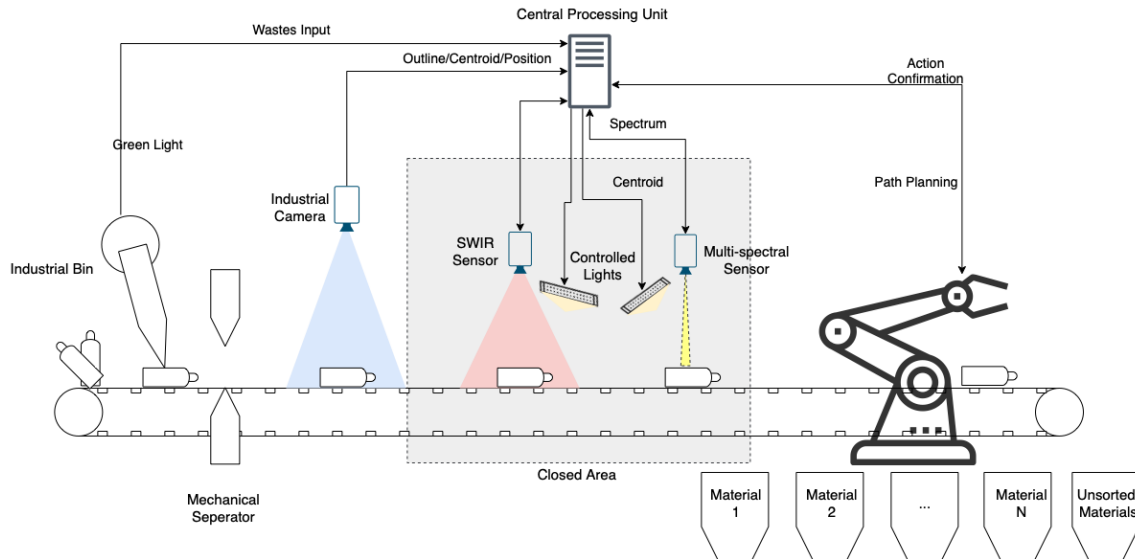 Central Processing Unit
Wastes Input
Outline/Centroid/Position
Action
Confirmation
Spectrum
Green Light
Centroid
Path Planning
Industrial
Camera
SWIR
Sensor
Controlled
Lights
Multi-spectral
Sensor
Industrial Bin
Closed Area
Mechanical
Seperator
Material
1
Material
2
...
Material
N
Unsorted
Materials